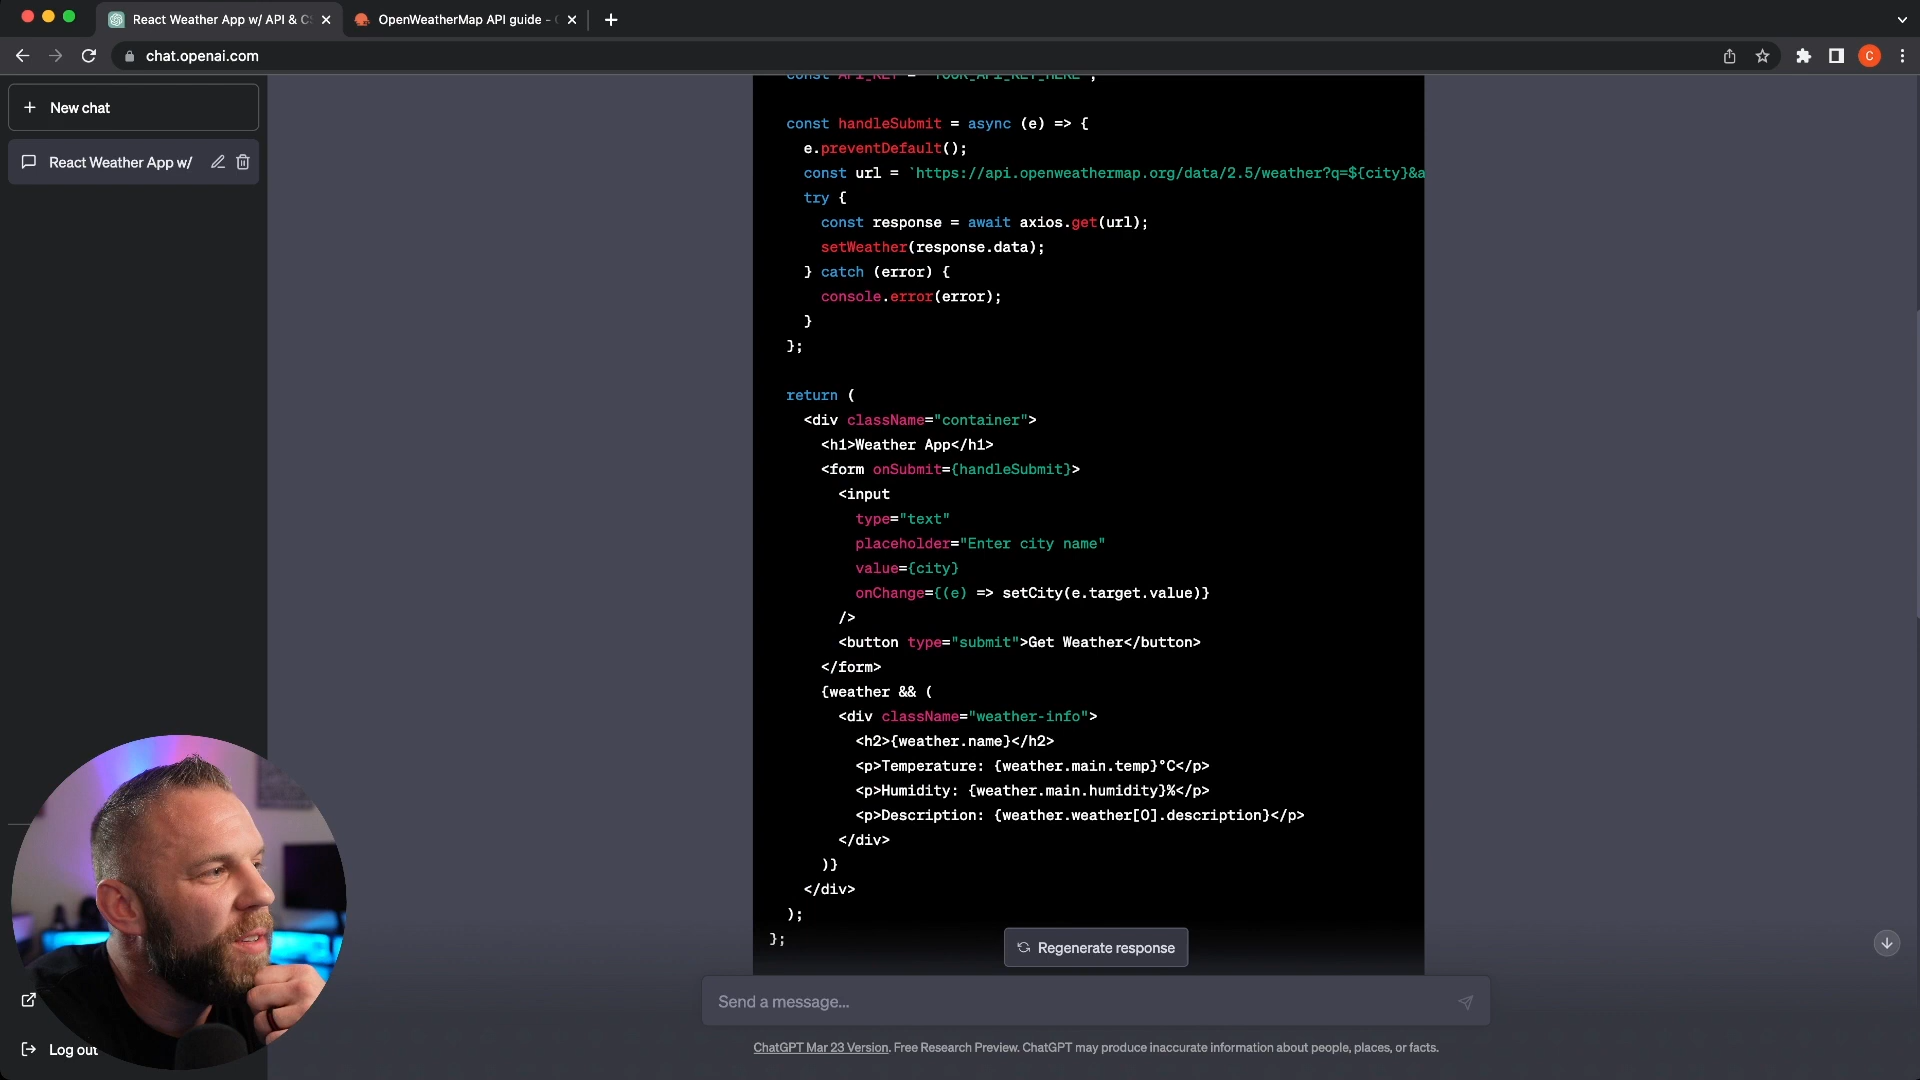 React Weather App w/ API & CS
OpenWeatherMap API guide -
chat.openai.com
C
New chat
React Weather App w/
Log out
const API_KEY = 'YOUR_API_KEY_HERE';
const handleSubmit = async (e) => {
e.preventDefault();
const url = `https://api.openweathermap.org/data/2.5/weather?q=${city}&a
try {
const response = await axios.get(url);
setWeather(response.data);
} catch (error) {
console.error(error);
}
};
return (
<div className="container">
<h1>Weather App</h1>
<form onSubmit={handleSubmit}>
<input
type="text"
placeholder="Enter city name"
value={city}
onChange={(e) => setCity(e.target.value)}
/>
<button type="submit">Get Weather</button>
</form>
{weather && (
<div className="weather-info">
<h2>{weather.name}</h2>
<p>Temperature: {weather.main.temp}°C</p>
<p>Humidity: {weather.main.humidity}%</p>
<p>Description: {weather.weather[0].description}</p>
</div>
)}
</div>
);
};
Regenerate response
Send a message...
ChatGPT Mar 23 Version. Free Research Preview. ChatGPT may produce inaccurate information about people, places, or facts.